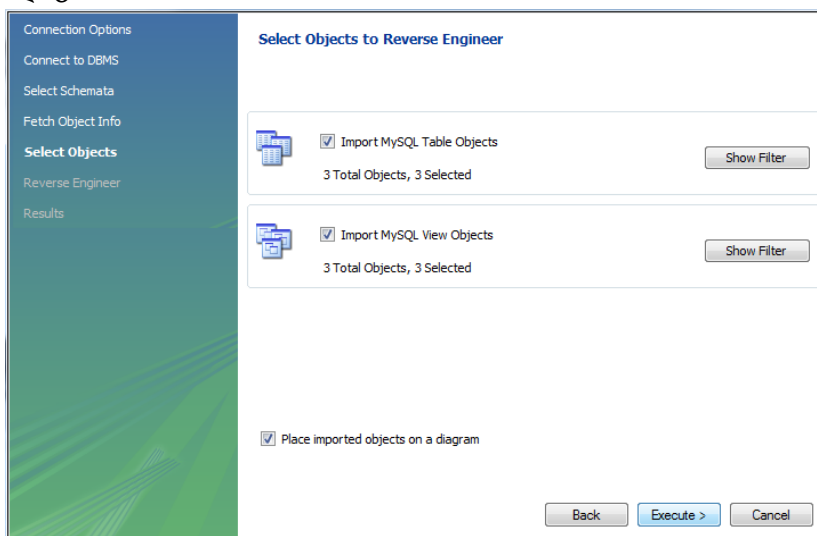 Connection Options
Connect to DBMS
Select Schemata
Fetch Object Info
Select Objects
Reverse Engineer
Results
Select Objects to Reverse Engineer
Import MySQL Table Objects
3 Total Objects, 3 Selected
Show Filter
Import MySQL View Objects
3 Total Objects, 3 Selected
Show Filter
Place imported objects on a diagram
Back Execute > Cancel